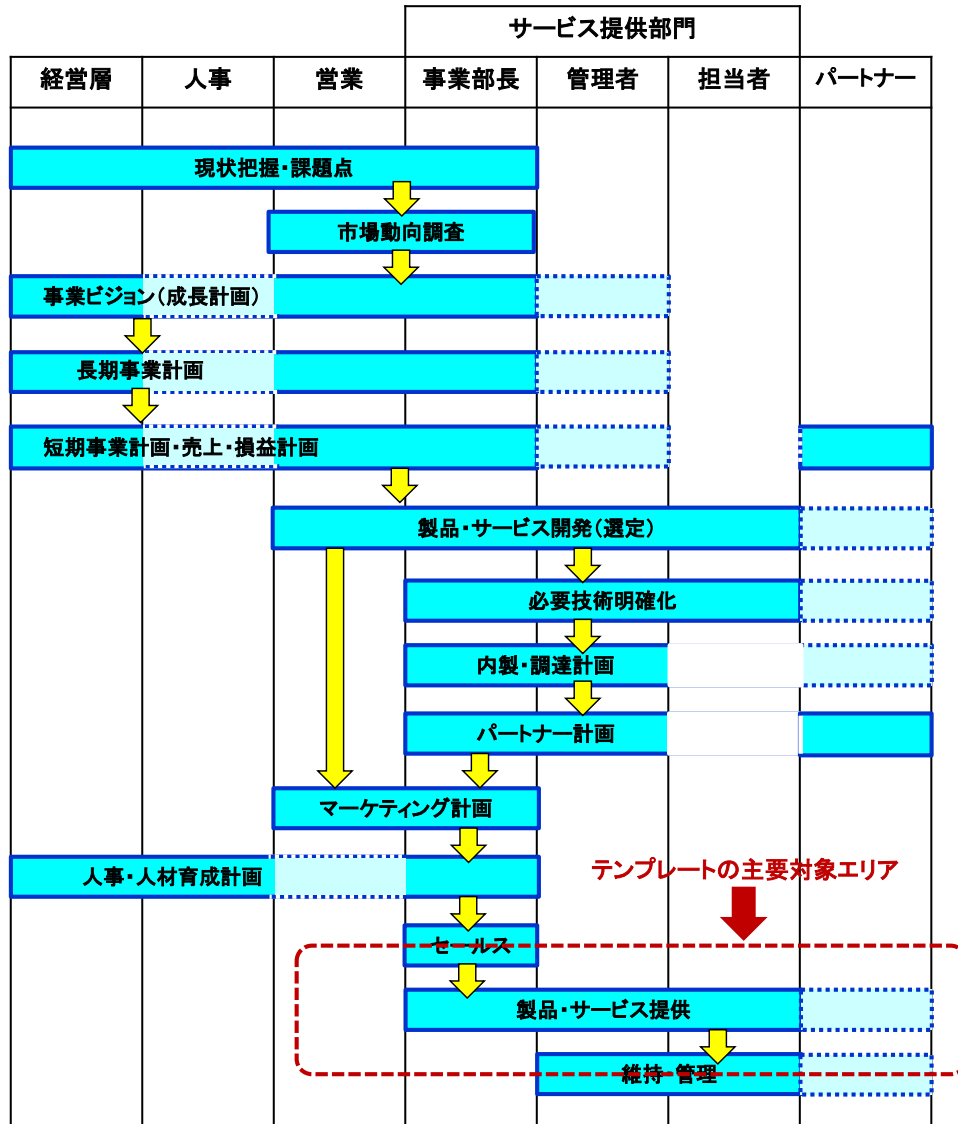 サービス提供部門
経営層 人事 営業 事業部長 管理者 担当者 パートナー
現状把握・課題点
市場動向調査
事業ビジョン(成長計画)
長期事業計画
短期事業計画・売上・損益計画
製品・サービス開発(選定)
必要技術明確化
内製・調達計画
パートナー計画
マーケティング計画
人事・人材育成計画
テンプレートの主要対象エリア
セールス
製品・サービス提供
維持・管理